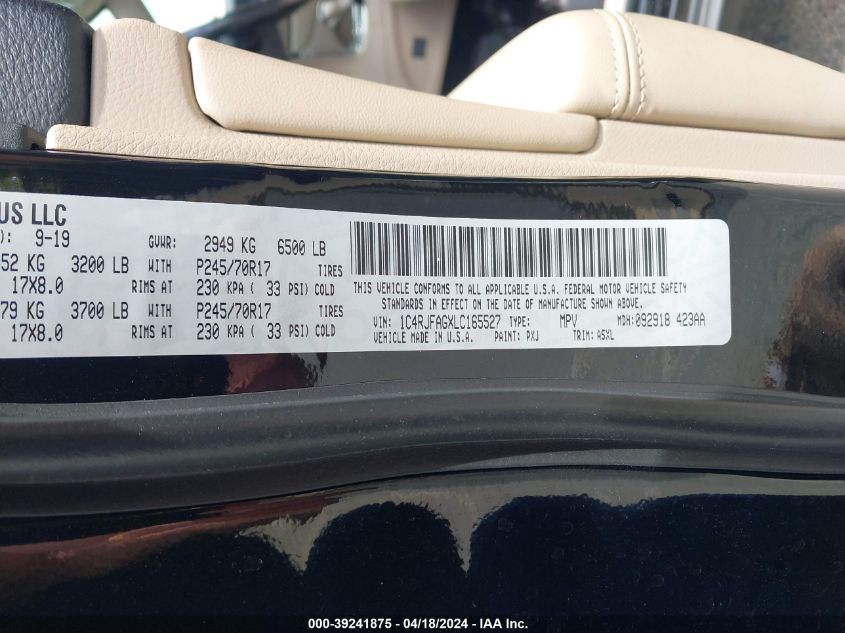 US LLC
): 9-19 GVWR: 2949 KG 6500 LB
52 KG 3200 LB WITH P245/70R17 TIRES
17X8.0 RIMS AT 230 KPA ( 33 PSI) COLD
79 KG 3700 LB WITH P245/70R17 TIRES
17X8.0 RIMS AT 230 KPA ( 33 PSI) COLD
THIS VEHICLE CONFORMS TO ALL APPLICABLE U.S.A. FEDERAL MOTOR VEHICLE SAFETY
STANDARDS IN EFFECT ON THE DATE OF MANUFACTURE SHOWN ABOVE.
VIN: 1C4RJFAGXLC165527 TYPE: MPV MDH: 092918 423AA
VEHICLE MADE IN U.S.A. PAINT: PXJ TRIM: A5XL
000-39241875 - 04/18/2024 - IAA Inc.